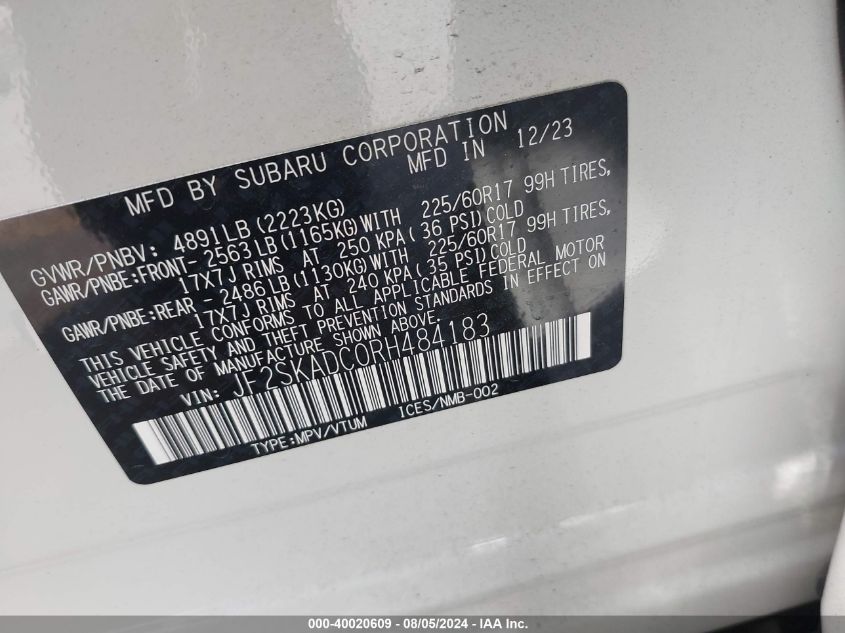 MFD BY SUBARU CORPORATION
MFD IN 12/23
GVWR/PNBV: 4891LB(2223KG)
GAWR/PNBE:FRONT- 2563LB(1165KG)WITH 225/60R17 99H TIRES,
17X7J RIMS AT 250 KPA( 36 PSI)COLD
GAWR/PNBE:REAR - 2486LB(1130KG)WITH 225/60R17 99H TIRES,
17X7J RIMS AT 240 KPA( 35 PSI)COLD
THIS VEHICLE CONFORMS TO ALL APPLICABLE FEDERAL MOTOR
VEHICLE SAFETY AND THEFT PREVENTION STANDARDS IN EFFECT ON
THE DATE OF MANUFACTURE SHOWN ABOVE.
VIN: JF2SKADC0RH484183
TYPE:MPV/VTUM ICES/NMB-002
000-40020609 - 08/05/2024 - IAA Inc.